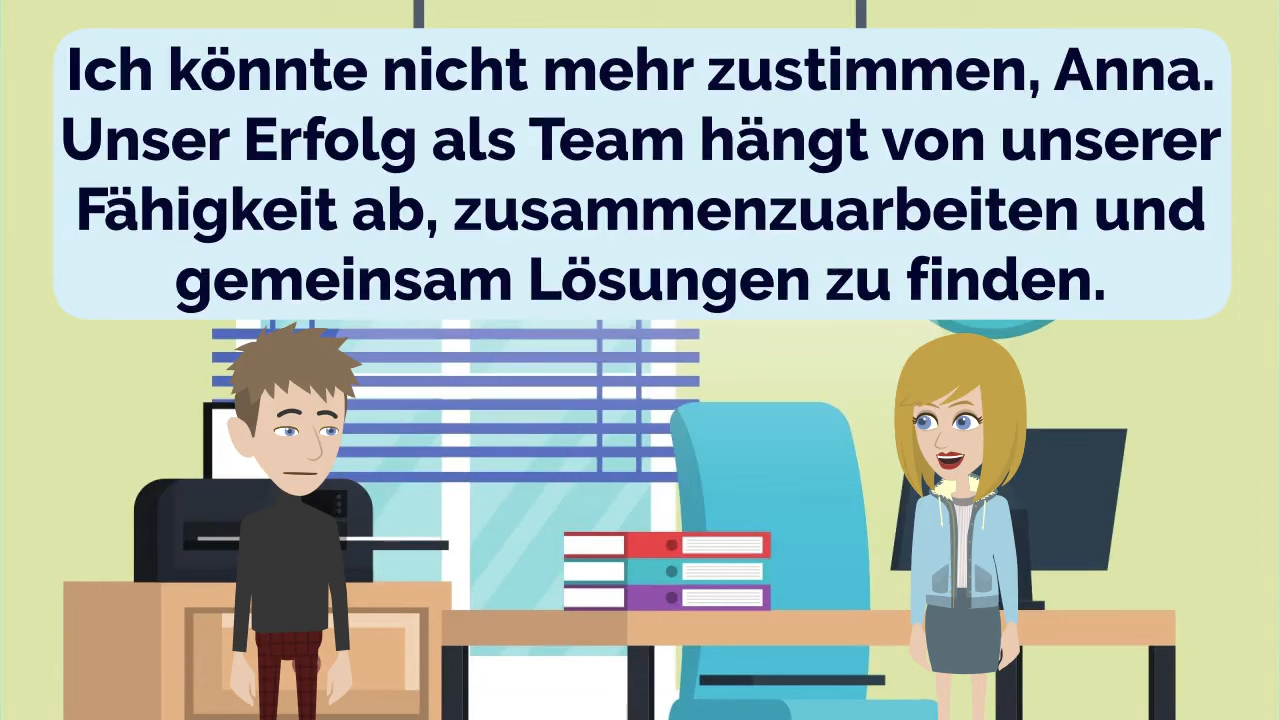 Ich könnte nicht mehr zustimmen, Anna.
Unser Erfolg als Team hängt von unserer
Fähigkeit ab, zusammenzuarbeiten und
gemeinsam Lösungen zu finden.